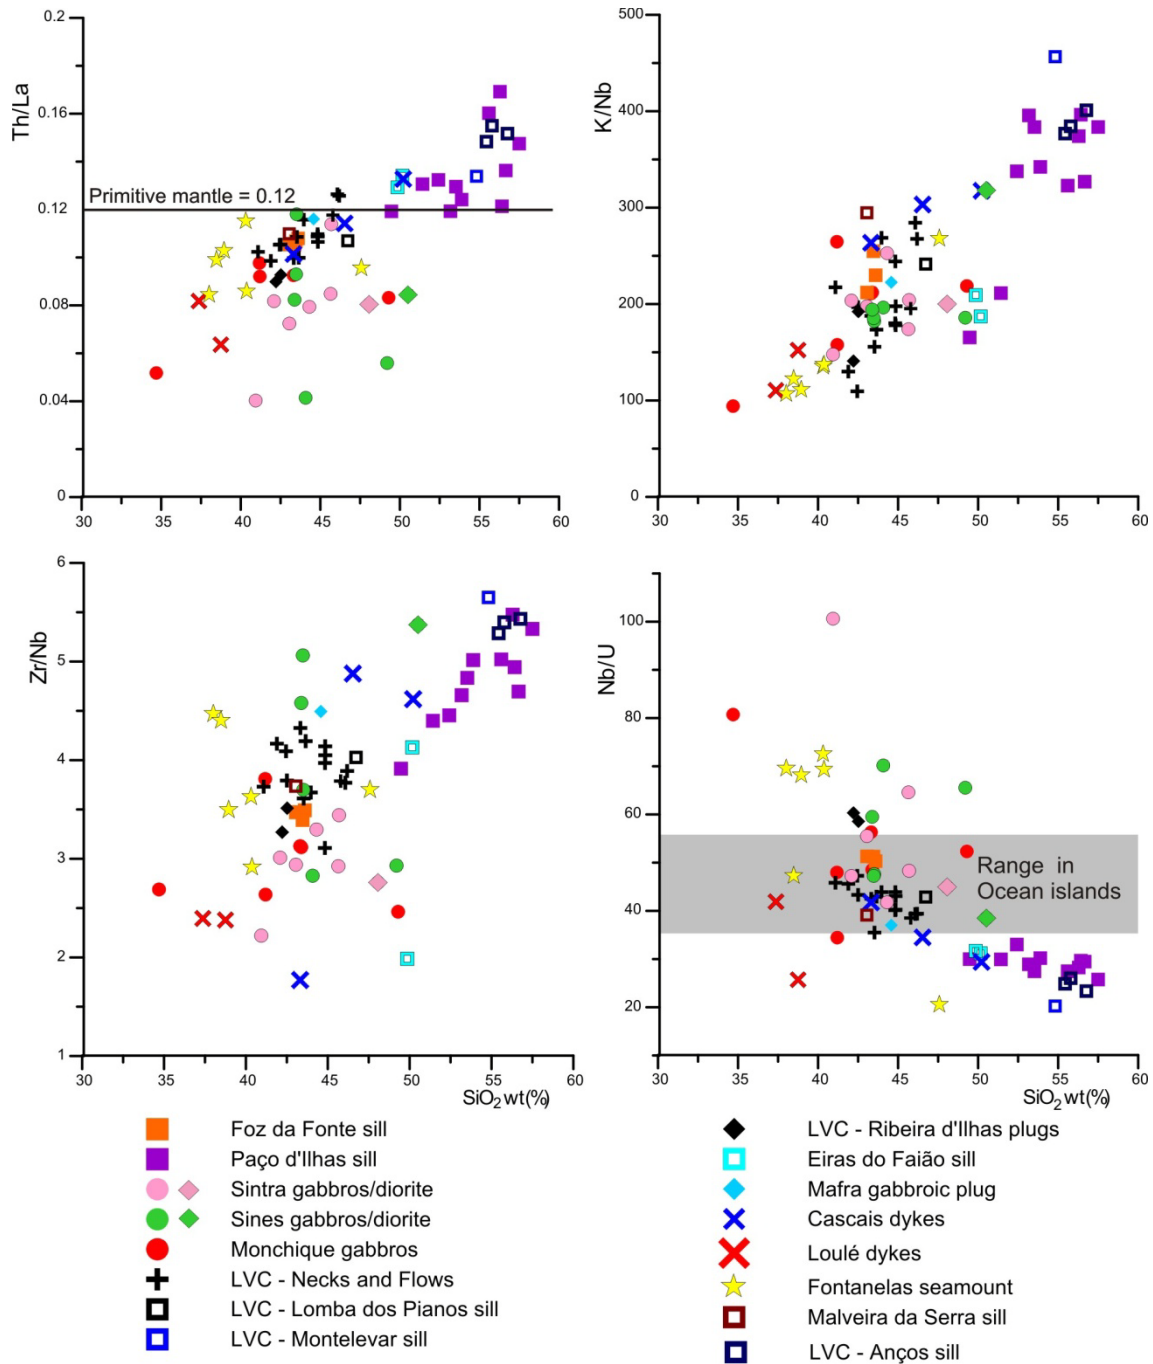 0.2
0.16
0.12
0.08
0.04
0
Th/La
Primitive mantle = 0.12
30 35 40 45 50 55 60
500
400
300
200
100
0
K/Nb
30 35 40 45 50 55 60
6
5
4
3
2
1
Zr/Nb
30 35 40 45 50 55 60
SiO2 wt(%)
100
80
60
40
20
Nb/U
Range in
Ocean islands
30 35 40 45 50 55 60
SiO2 wt(%)
Foz da Fonte sill
Paço d'Ilhas sill
Sintra gabbros/diorite
Sines gabbros/diorite
Monchique gabbros
LVC - Necks and Flows
LVC - Lomba dos Pianos sill
LVC - Montelevar sill
LVC - Ribeira d'Ilhas plugs
Eiras do Faião sill
Mafra gabbroic plug
Cascais dykes
Loulé dykes
Fontanelas seamount
Malveira da Serra sill
LVC - Anços sill